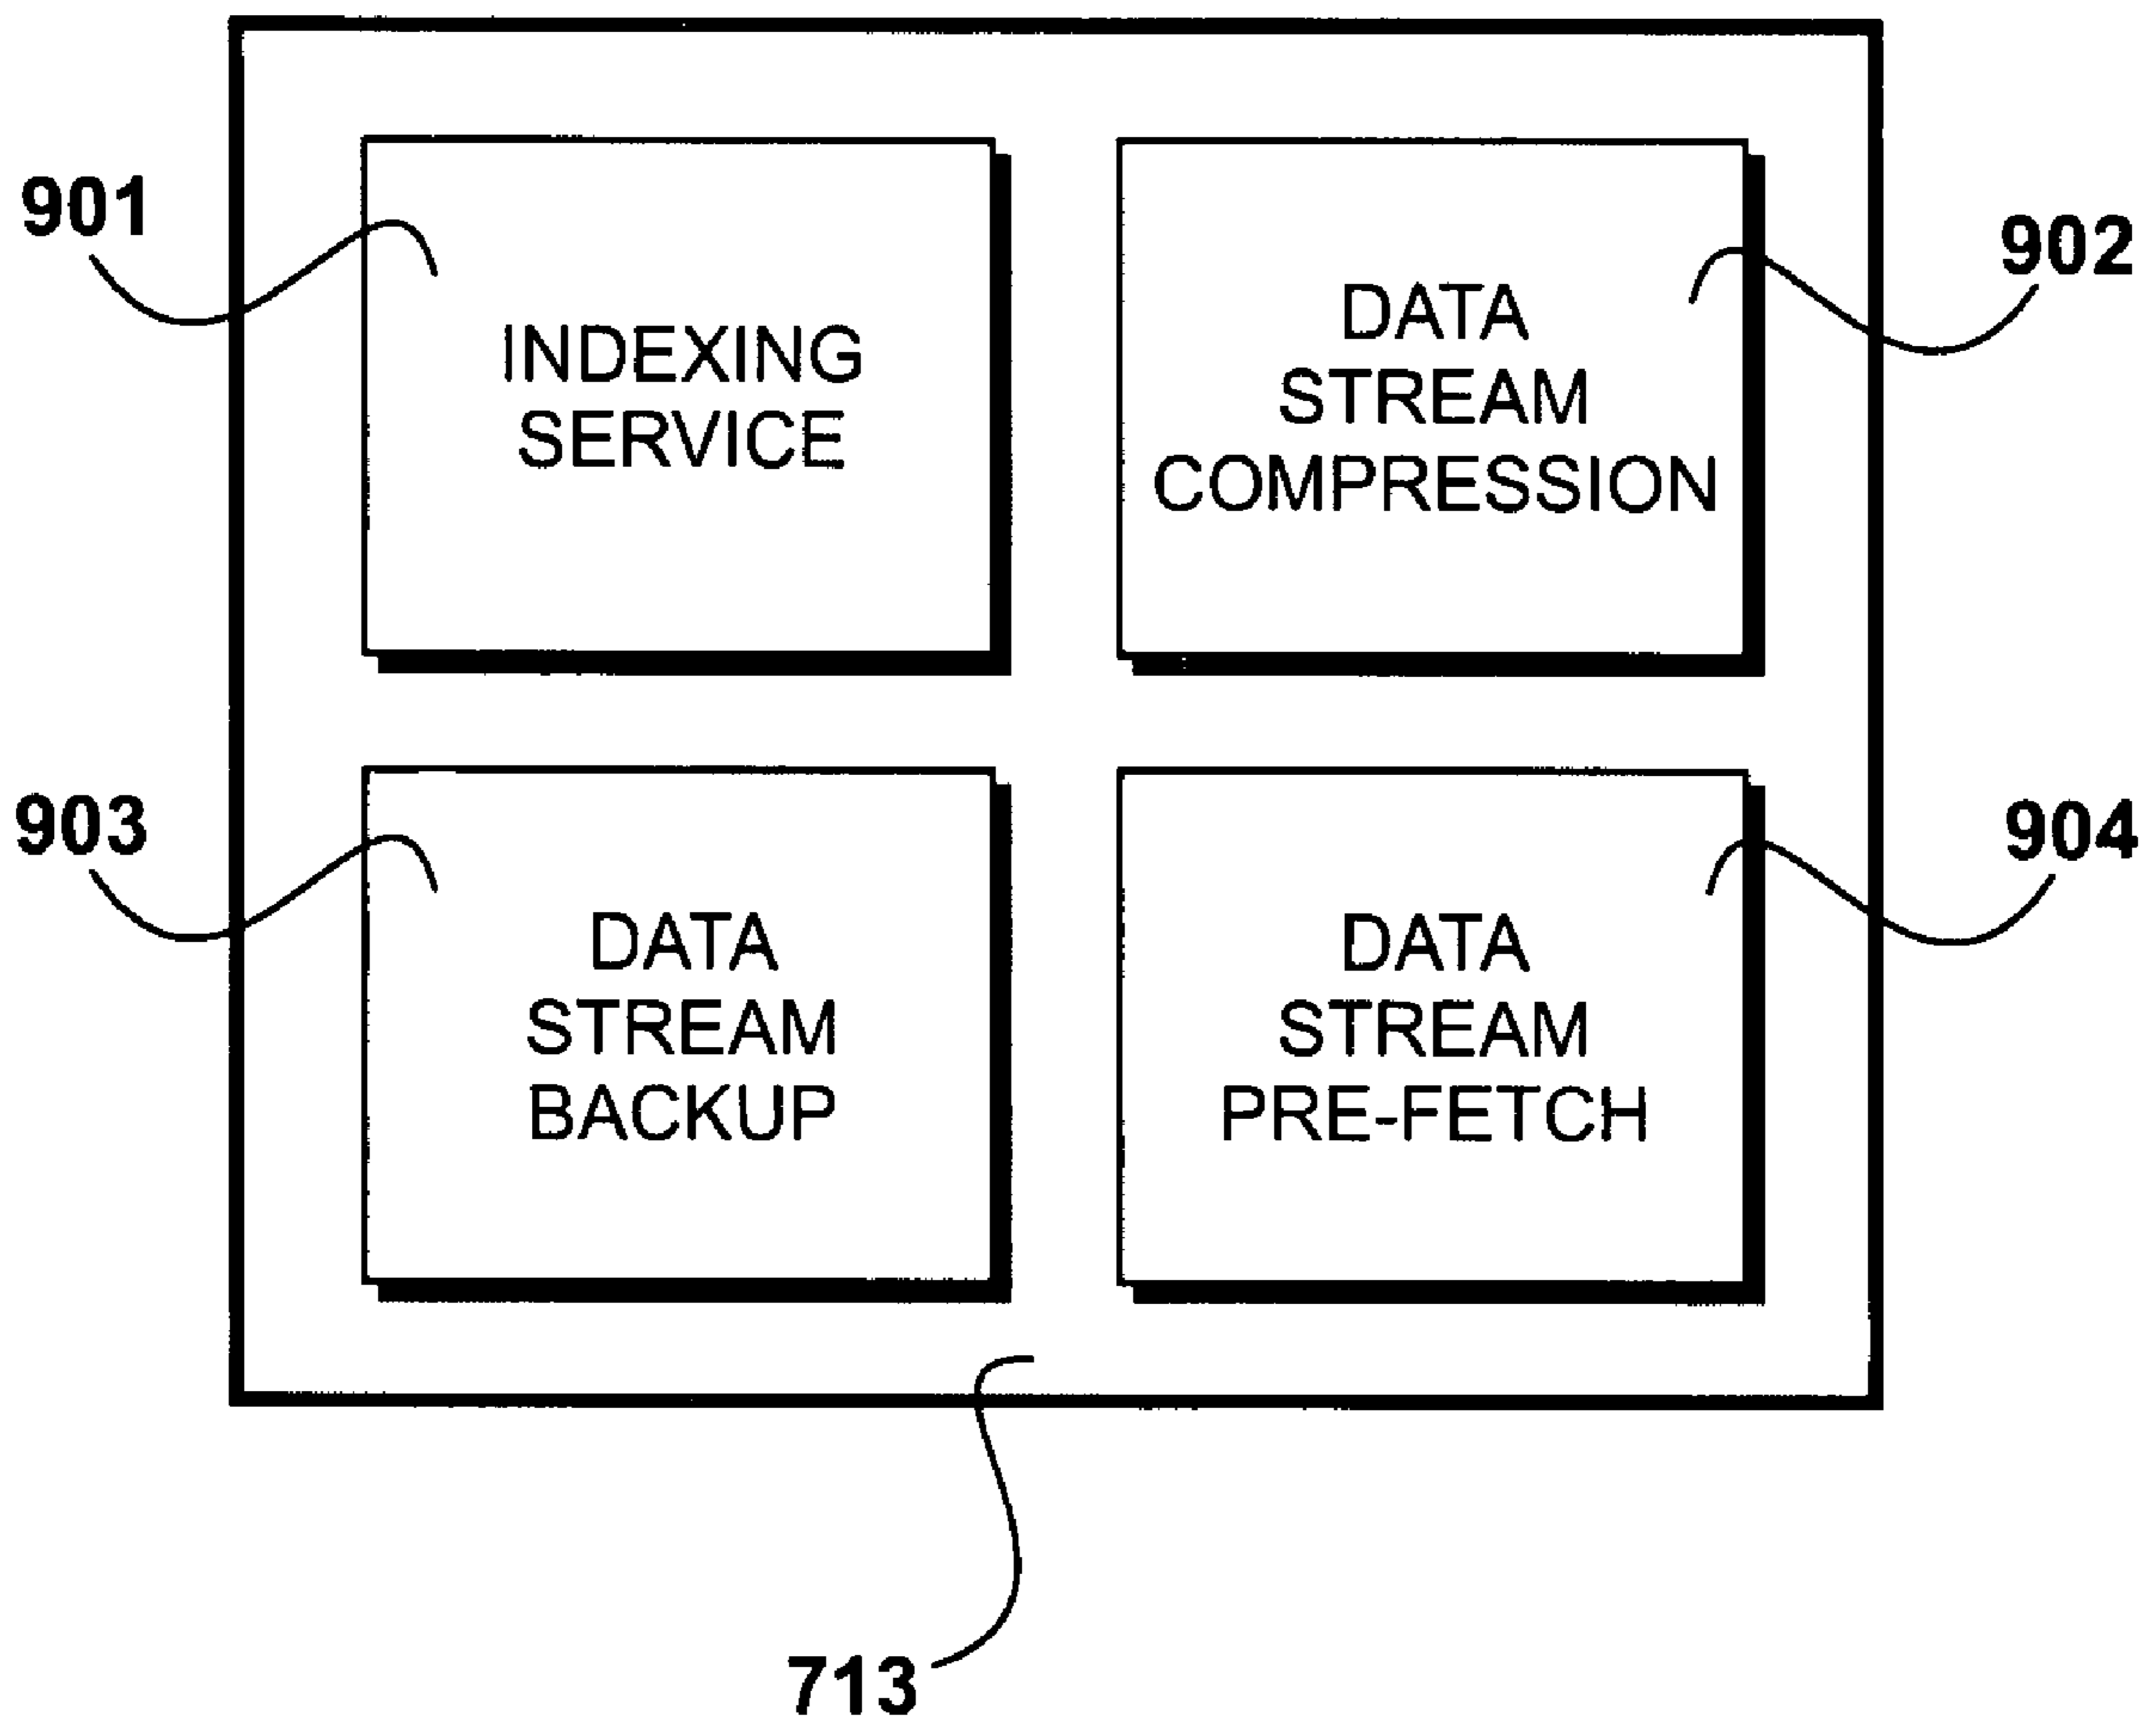 901
INDEXING
SERVICE
902
DATA
STREAM
COMPRESSION
903
DATA
STREAM
BACKUP
904
DATA
STREAM
PRE-FETCH
713